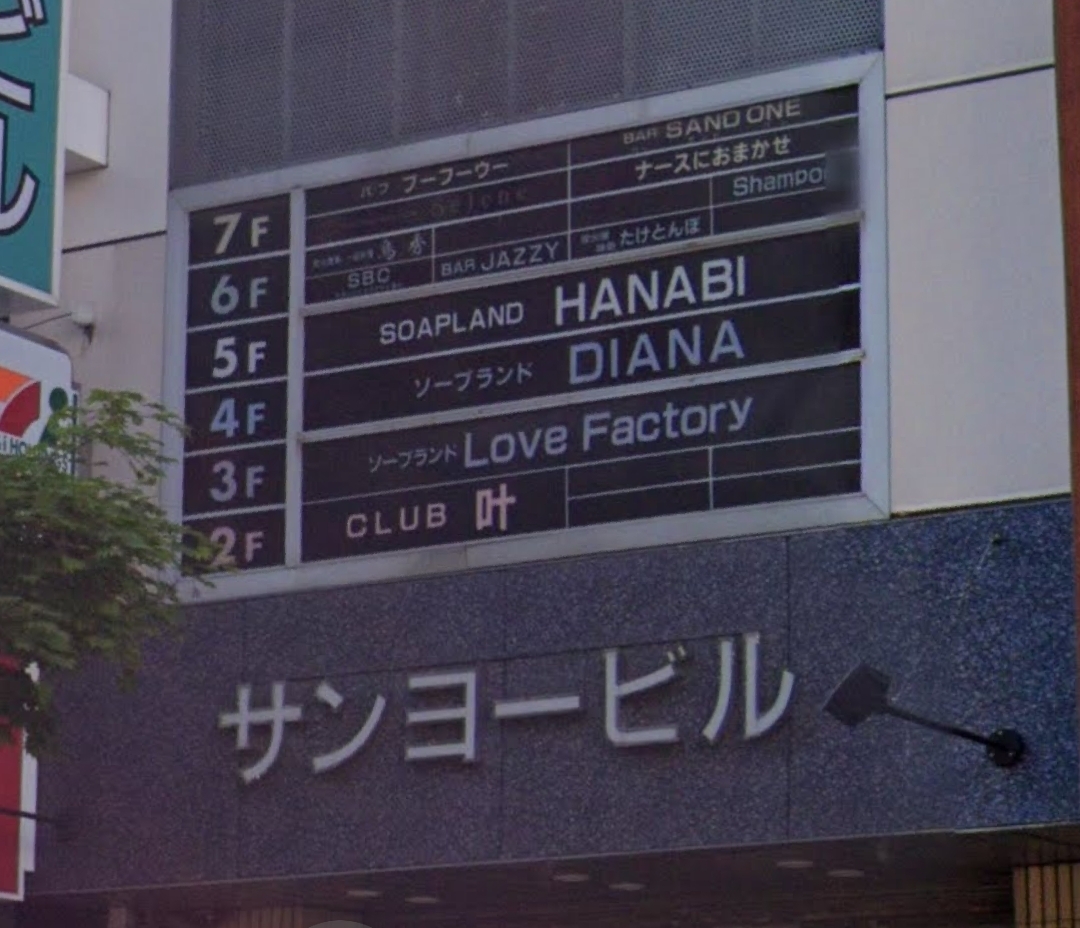 7F
パブ フーフーウー
BAR SAND ONE
ナースにおまかせ
Selene
Shampoo
6F
SBC
BAR JAZZY
たけとんぼ
5F
SOAPLAND HANABI
4F
ソープランド DIANA
3F
ソープランド Love Factory
2F
CLUB 叶
サンヨービル